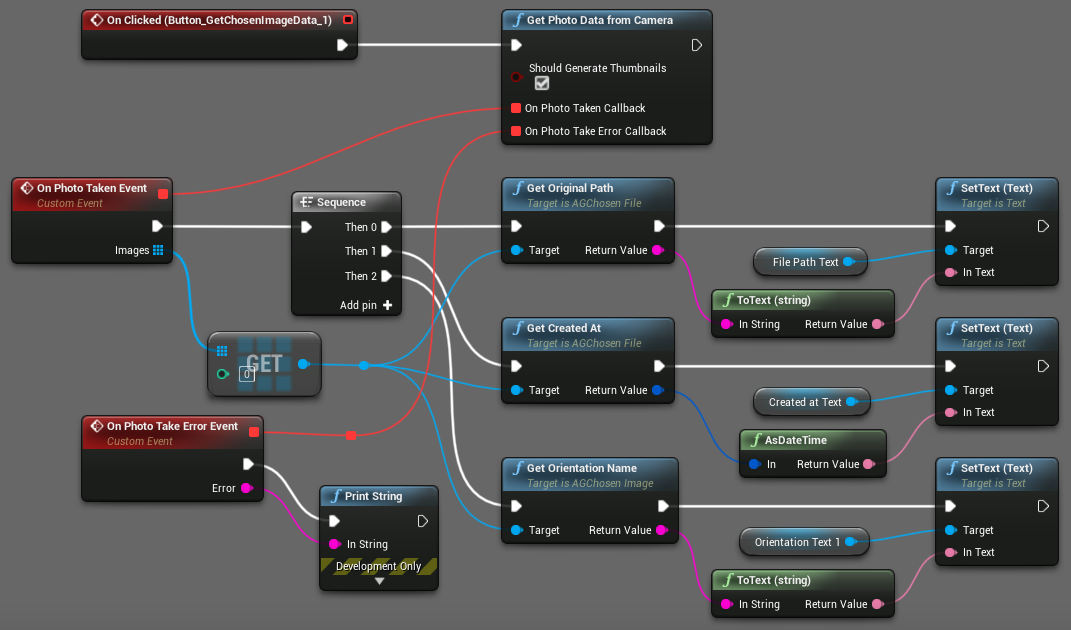 On Clicked (Button_GetChosenImageData_1)
Get Photo Data from Camera
Should Generate Thumbnails
On Photo Taken Callback
On Photo Take Error Callback
On Photo Taken Event
Custom Event
Images
Sequence
Then 0
Then 1
Then 2
Add pin
Get Original Path
Target is AGChosen File
Target
Return Value
SetText (Text)
Target is Text
Target
In Text
File Path Text
ToText (string)
In String
Return Value
GET
0
Get Created At
Target is AGChosen File
Target
Return Value
SetText (Text)
Target is Text
Target
In Text
Created at Text
AsDateTime
In
Return Value
On Photo Take Error Event
Custom Event
Error
Print String
In String
Development Only
Get Orientation Name
Target is AGChosen Image
Target
Return Value
SetText (Text)
Target is Text
Target
In Text
Orientation Text 1
ToText (string)
In String
Return Value